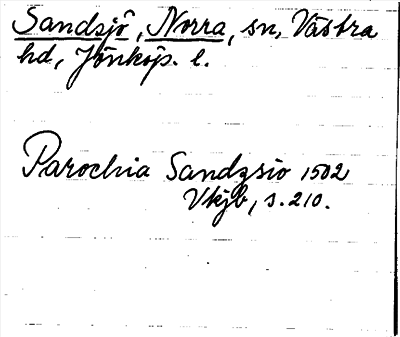 Sandsjö, Norra, sn, Västra
hd, Jönköp. l.
Parochia Sandzsio 1502
Vkjb, s. 210.